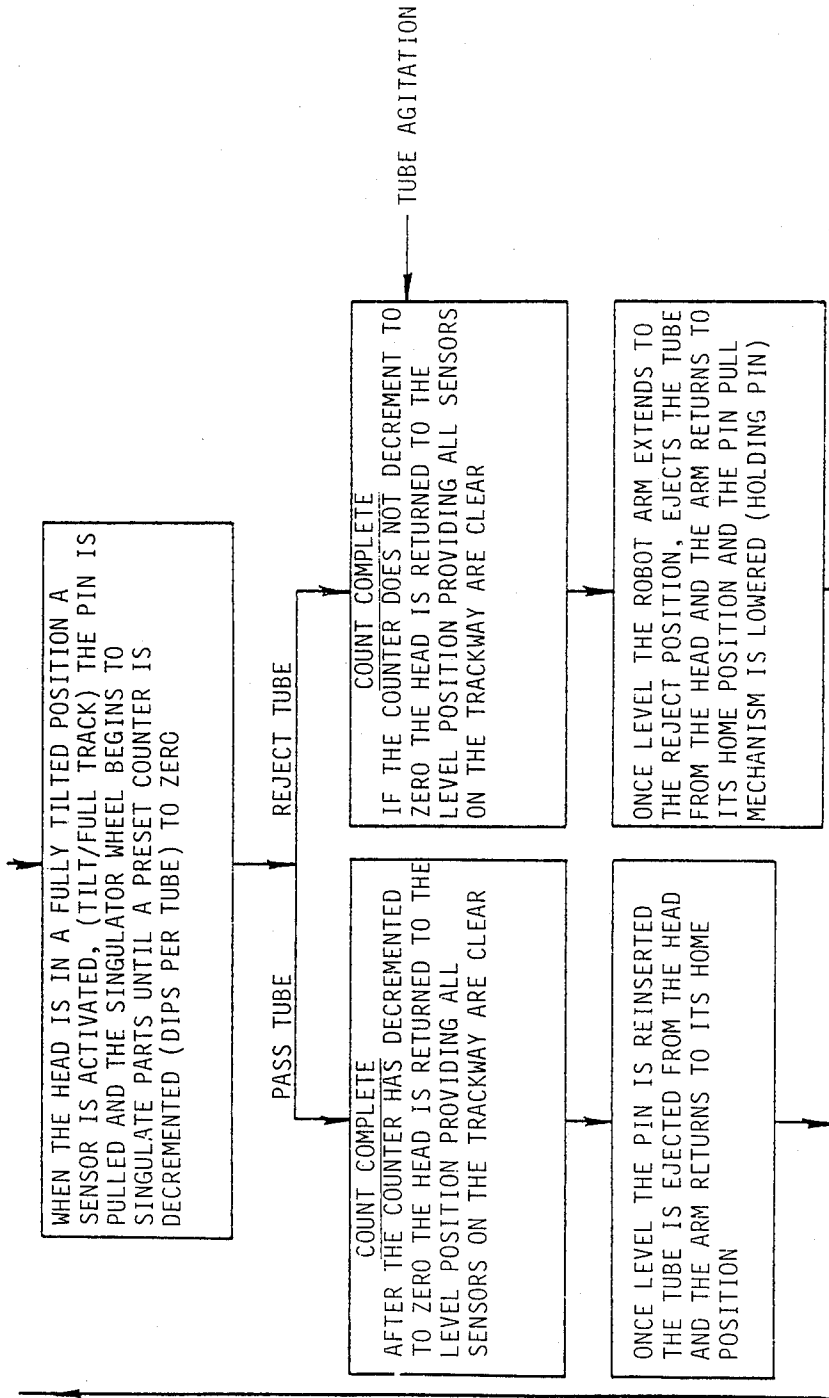 WHEN THE HEAD IS IN A FULLY TILTED POSITION A
SENSOR IS ACTIVATED, (TILT/FULL TRACK) THE PIN IS
PULLED AND THE SINGULATOR WHEEL BEGINS TO
SINGULATE PARTS UNTIL A PRESET COUNTER IS
DECREMENTED (DIPS PER TUBE) TO ZERO
PASS TUBE
REJECT TUBE
COUNT COMPLETE
AFTER THE COUNTER HAS DECREMENTED
TO ZERO THE HEAD IS RETURNED TO THE
LEVEL POSITION PROVIDING ALL
SENSORS ON THE TRACKWAY ARE CLEAR
COUNT COMPLETE
IF THE COUNTER DOES NOT DECREMENT TO
ZERO THE HEAD IS RETURNED TO THE
LEVEL POSITION PROVIDING ALL SENSORS
ON THE TRACKWAY ARE CLEAR
TUBE AGITATION
ONCE LEVEL THE PIN IS REINSERTED
THE TUBE IS EJECTED FROM THE HEAD
AND THE ARM RETURNS TO ITS HOME
POSITION
ONCE LEVEL THE ROBOT ARM EXTENDS TO
THE REJECT POSITION, EJECTS THE TUBE
FROM THE HEAD AND THE ARM RETURNS TO
ITS HOME POSITION AND THE PIN PULL
MECHANISM IS LOWERED (HOLDING PIN)